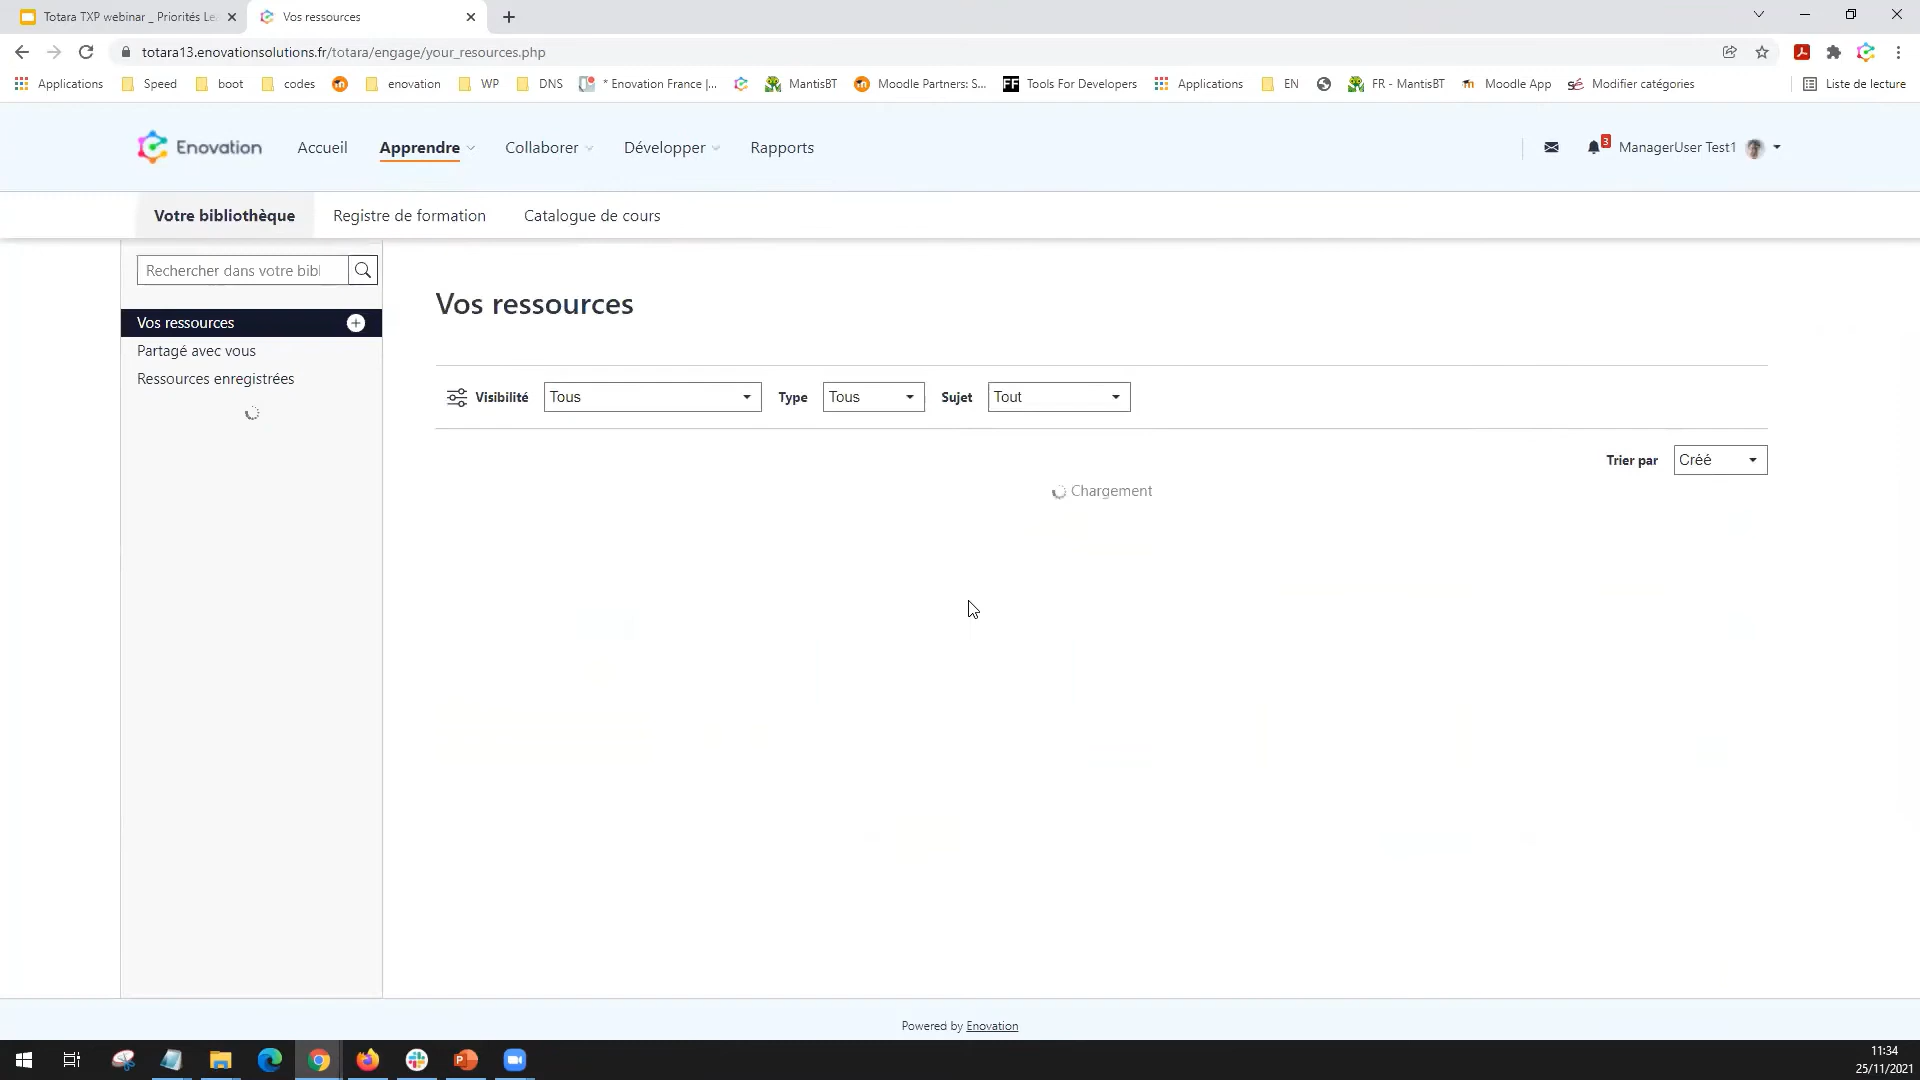 Totara TXP webinar _ Priorités Le
Vos ressources
totara13.enovationsolutions.fr/totara/engage/your_resources.php
Applications
Speed
boot
codes
enovation
WP
DNS
* Enovation France |...
MantisBT
Moodle Partners: S...
FF Tools For Developers
Applications
EN
FR - MantisBT
Moodle App
Modifier catégories
Liste de lecture
Enovation
Accueil
Apprendre
Collaborer
Développer
Rapports
3
ManagerUser Test1
Votre bibliothèque
Registre de formation
Catalogue de cours
Rechercher dans votre bibl
Vos ressources
Partagé avec vous
Ressources enregistrées
Vos ressources
Visibilité Tous Type Tous Sujet Tout
Trier par Créé
Chargement
Powered by Enovation
11:34
25/11/2021